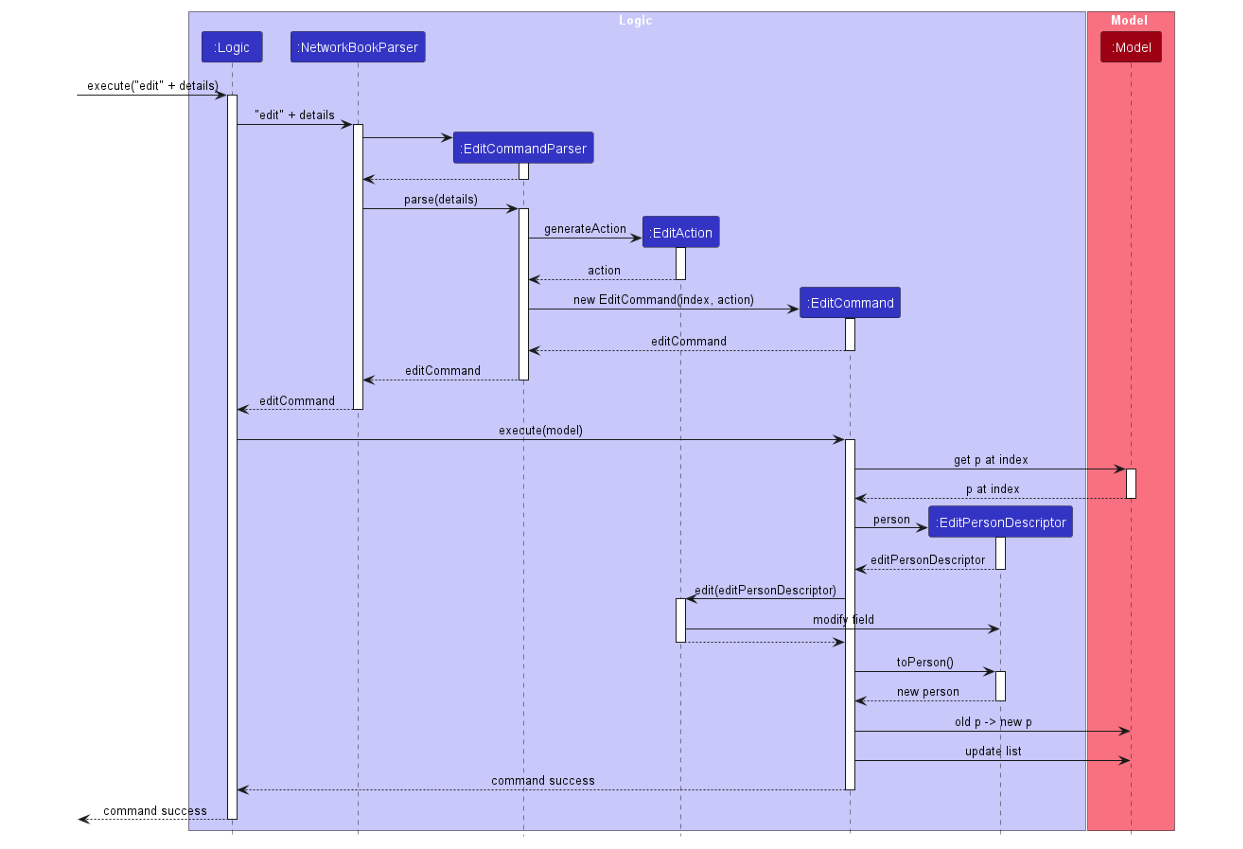 Logic
Model
:Logic
:NetworkBookParser
:Model
execute("edit" + details)
"edit" + details
:EditCommandParser
parse(details)
generateAction
:EditAction
action
new EditCommand(index, action)
:EditCommand
editCommand
editCommand
editCommand
execute(model)
get p at index
p at index
person
:EditPersonDescriptor
editPersonDescriptor
edit(editPersonDescriptor)
modify field
toPerson()
new person
old p -> new p
update list
command success
command success